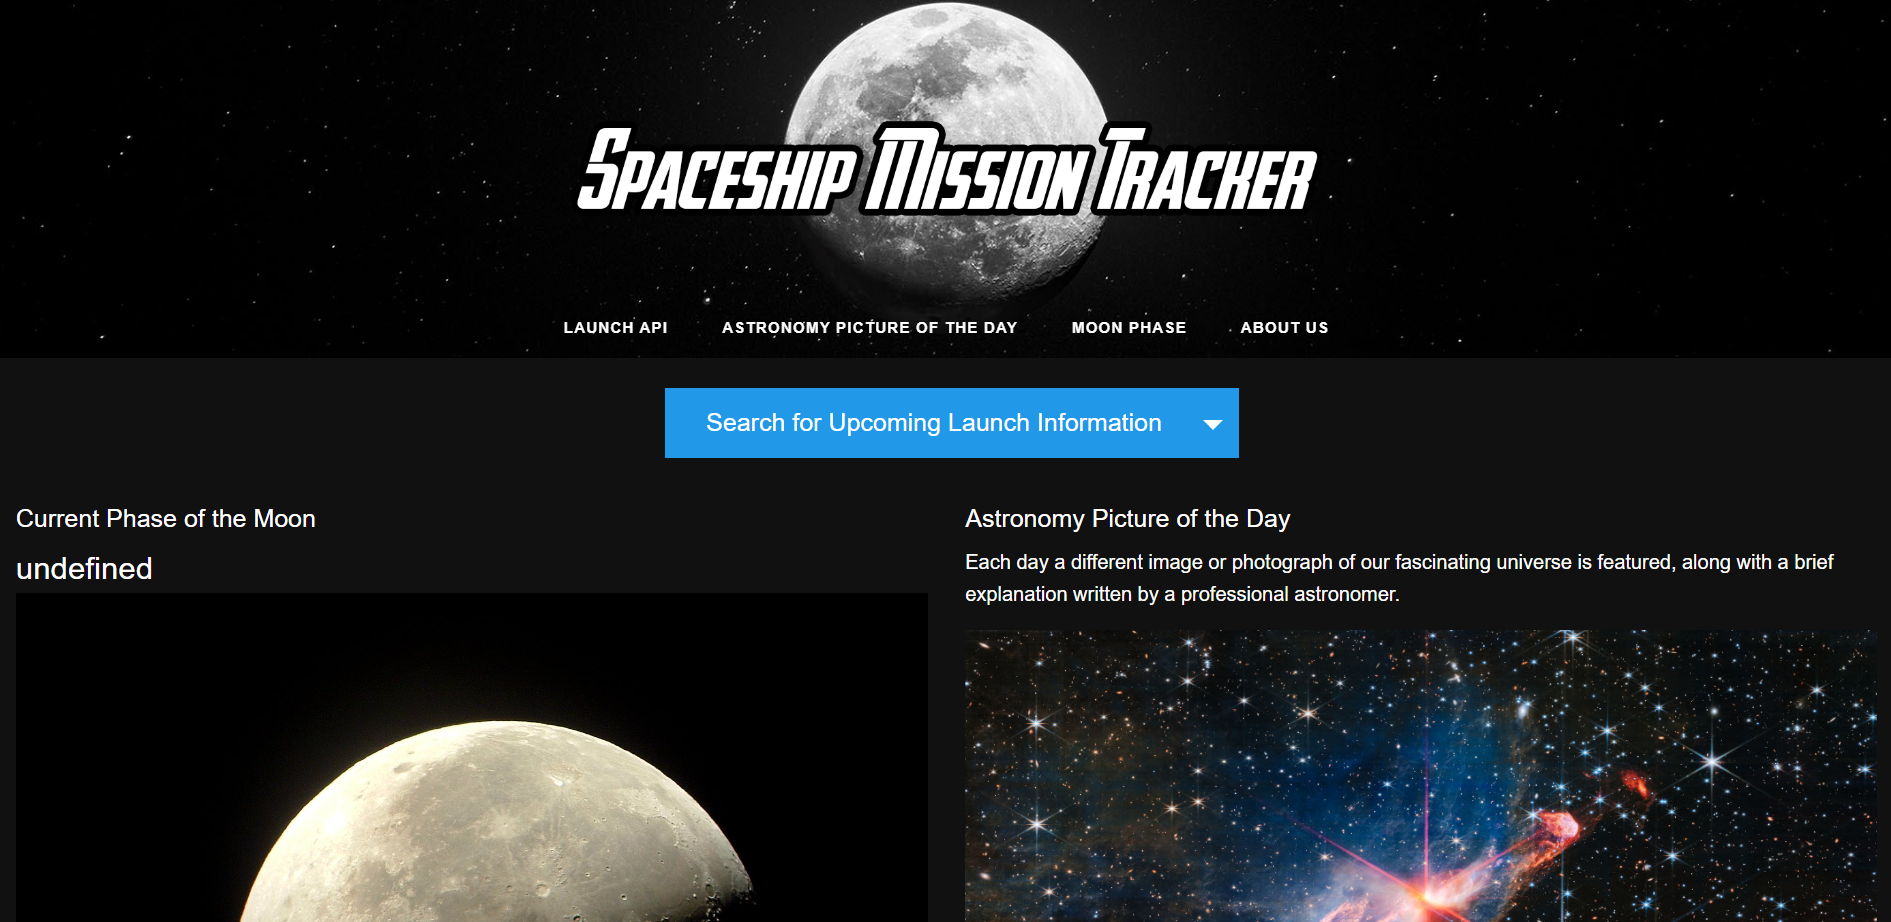 Spaceship Mission Tracker
LAUNCH API
ASTRONOMY PICTURE OF THE DAY
MOON PHASE
ABOUT US
Search for Upcoming Launch Information
Current Phase of the Moon
undefined
Astronomy Picture of the Day
Each day a different image or photograph of our fascinating universe is featured, along with a brief
explanation written by a professional astronomer.